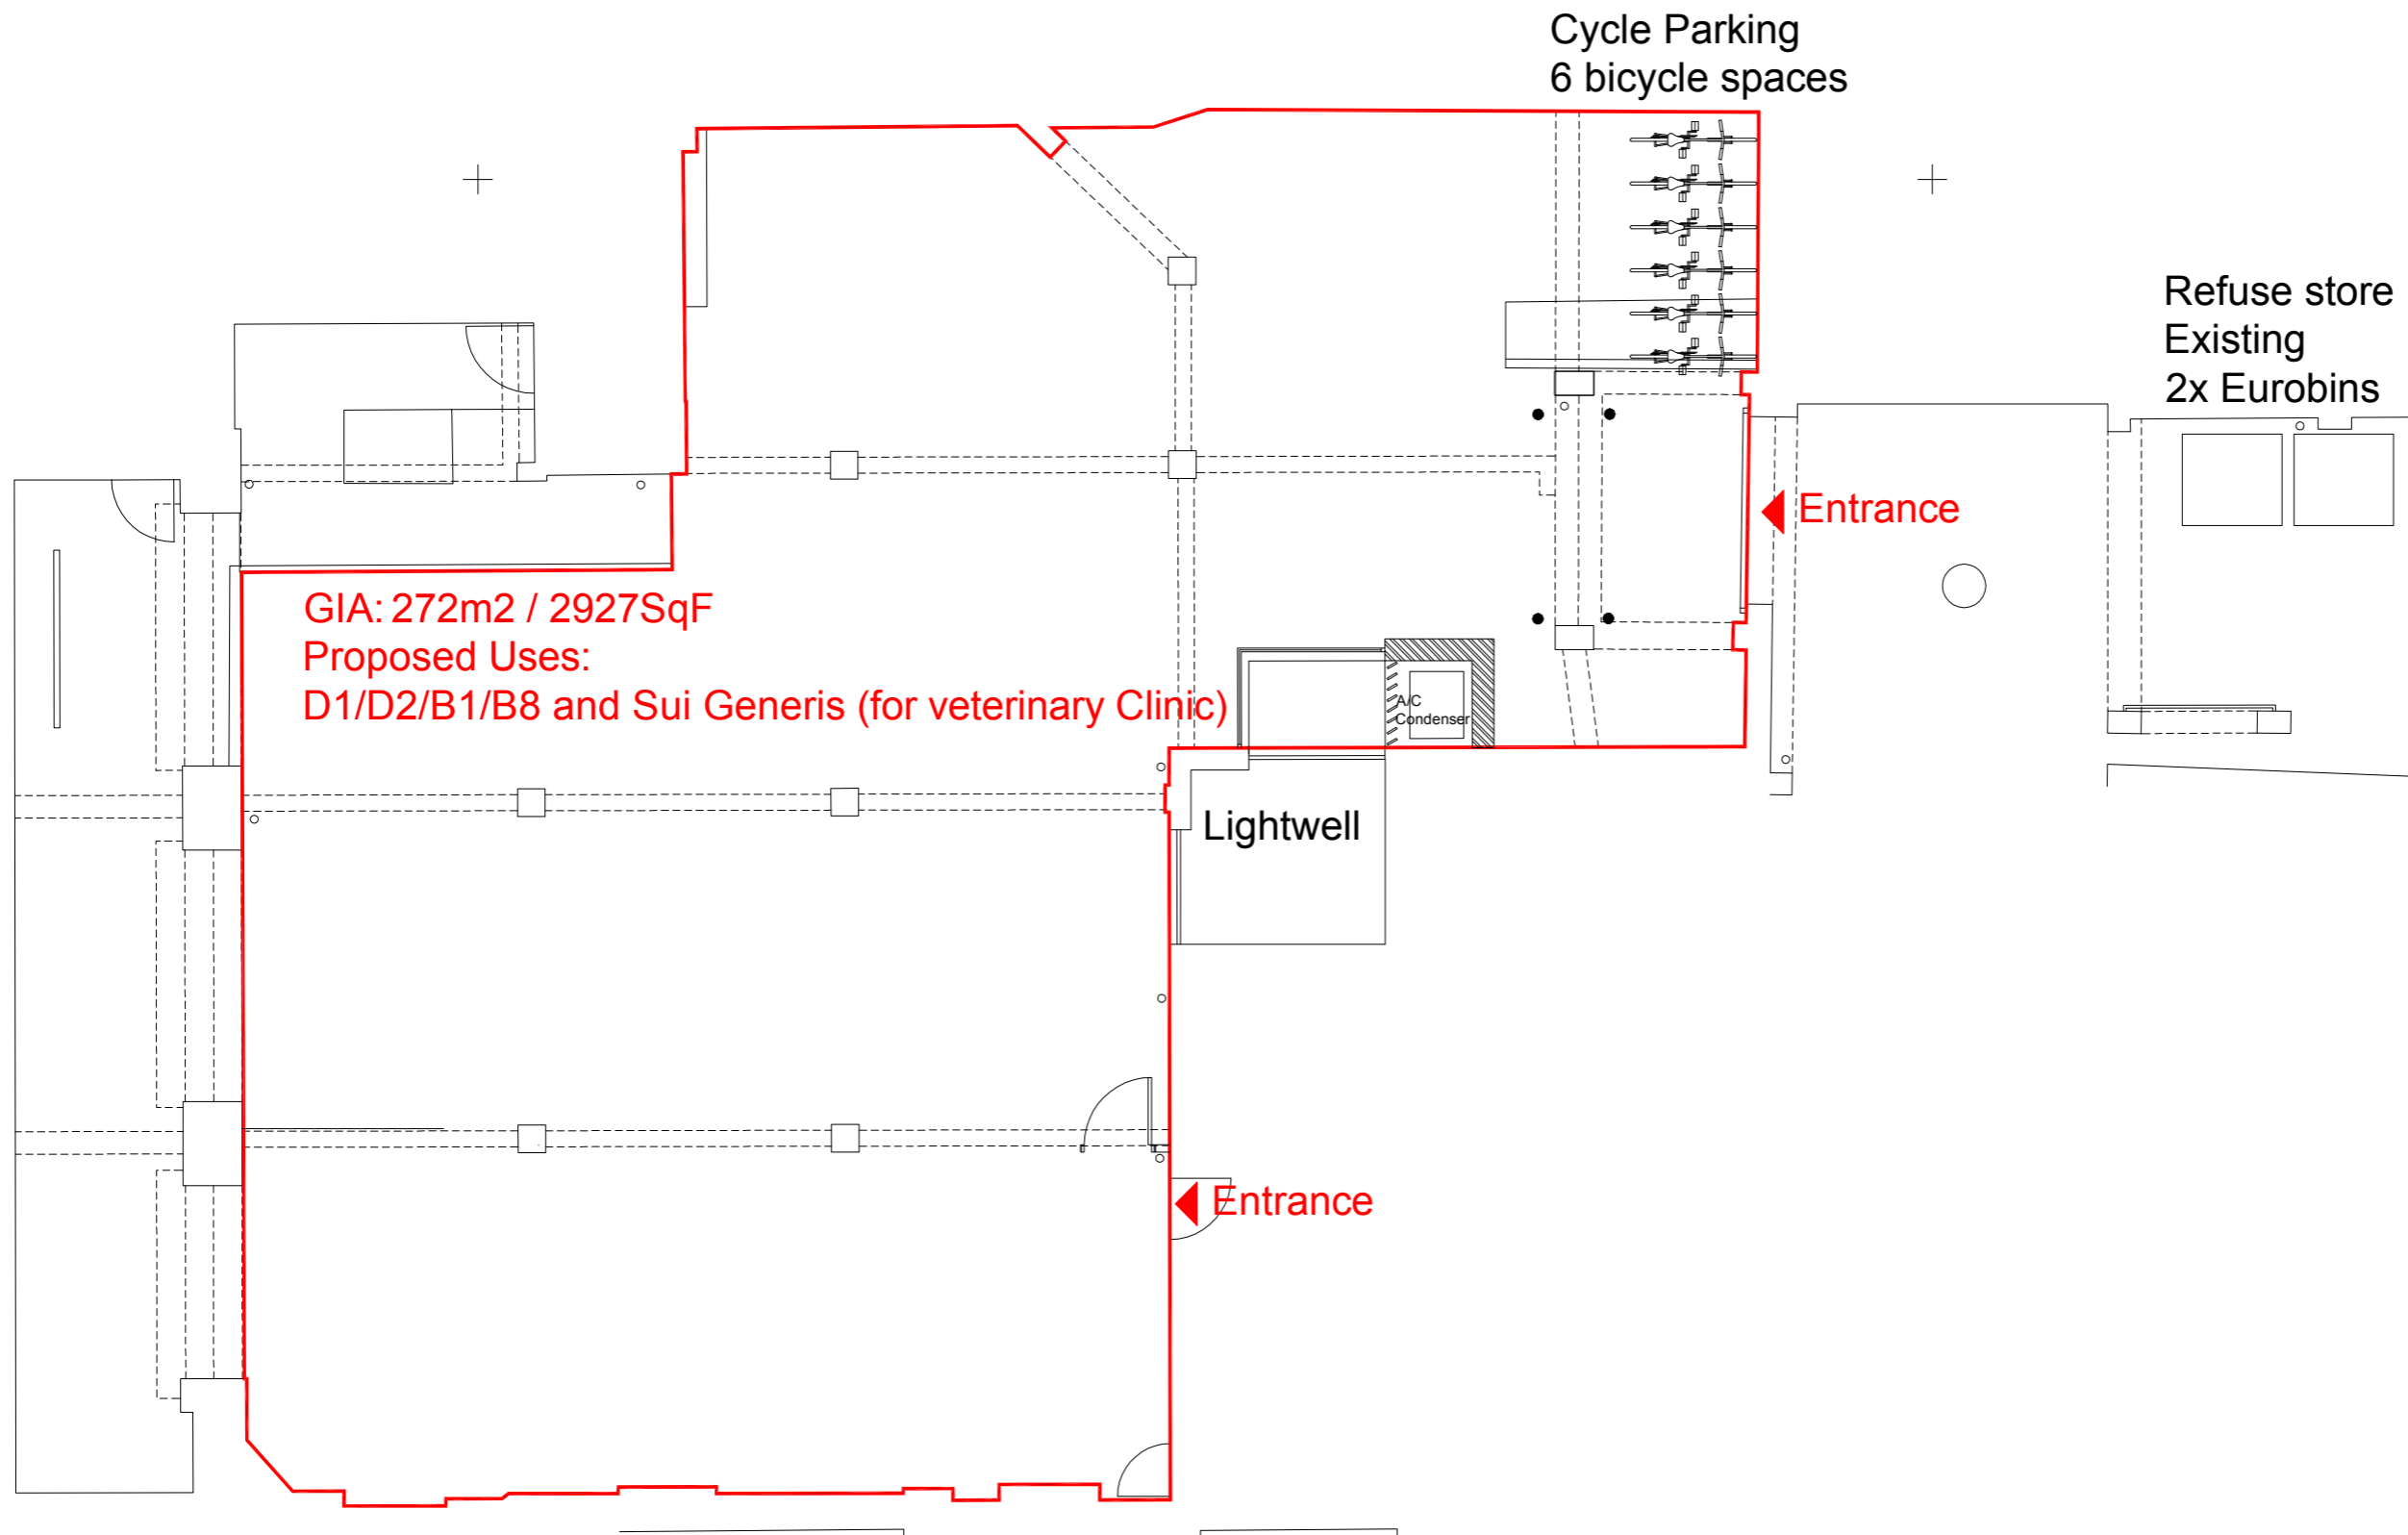 Cycle Parking
6 bicycle spaces
Refuse store
Existing
2x Eurobins
Entrance
GIA: 272m2 / 2927SqF
Proposed Uses:
D1/D2/B1/B8 and Sui Generis (for veterinary Clinic)
A/C
Condenser
Lightwell
Entrance